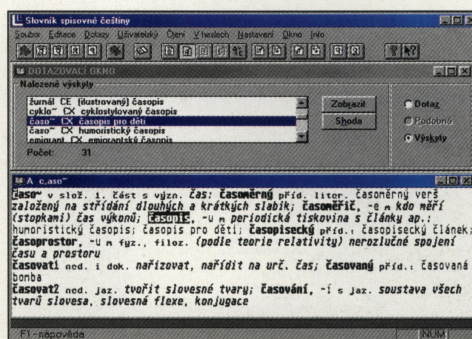 Slovník spisovné češtiny
Soubor Editace Dotazy Uživatelský Čtení V heslech Nastavení Okno Info
DOTAZOVACÍ OKNO
Nalezené výskyty
žurnál CE (ilustrovaný) časopis
cyklo~ CX cyklostylovaný časopis
časo~ CX časopis pro děti
časo~ CX humoristický časopis
emigrant CX emigrantský časopis
Počet: 31
Zobrazit
Shoda
Dotaz
Podobné
Výskyty
A c,aso~
časo~ v slož. 1. část s význ. čas: časoměrný příd. liter. časoměrný verš
založený na střídání dlouhých a krátkých slabik; časoměřič, -e m kdo měří
(stopkami) čas výkonů; časopis, -u m periodická tiskovina s články ap.:
humoristický časopis; časopis pro děti; časopisecký příd.: časopisecký článek;
časoprostor, -u m fyz., filoz. (podle teorie relativity) nerozlučné spojení
času a prostoru
časovat1 ned. i dok. nařizovat, nařídit na urč. čas; časovaný příd.: časovaná
bomba
časovat2 ned. jaz. tvořit slovesné tvary; časování, -í s jaz. soustava všech
tvarů slovesa, slovesná flexe, konjugace
F1-nápověda
NUM